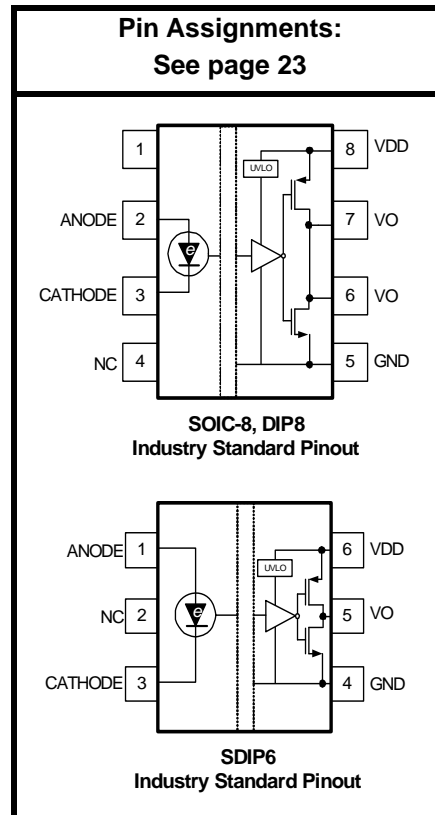 Pin Assignments:
See page 23
1
8 VDD
UVLO
ANODE 2
7 VO
e
CATHODE 3
6 VO
NC 4
5 GND
SOIC-8, DIP8
Industry Standard Pinout
ANODE 1
6 VDD
UVLO
NC 2
e
5 VO
CATHODE 3
4 GND
SDIP6
Industry Standard Pinout